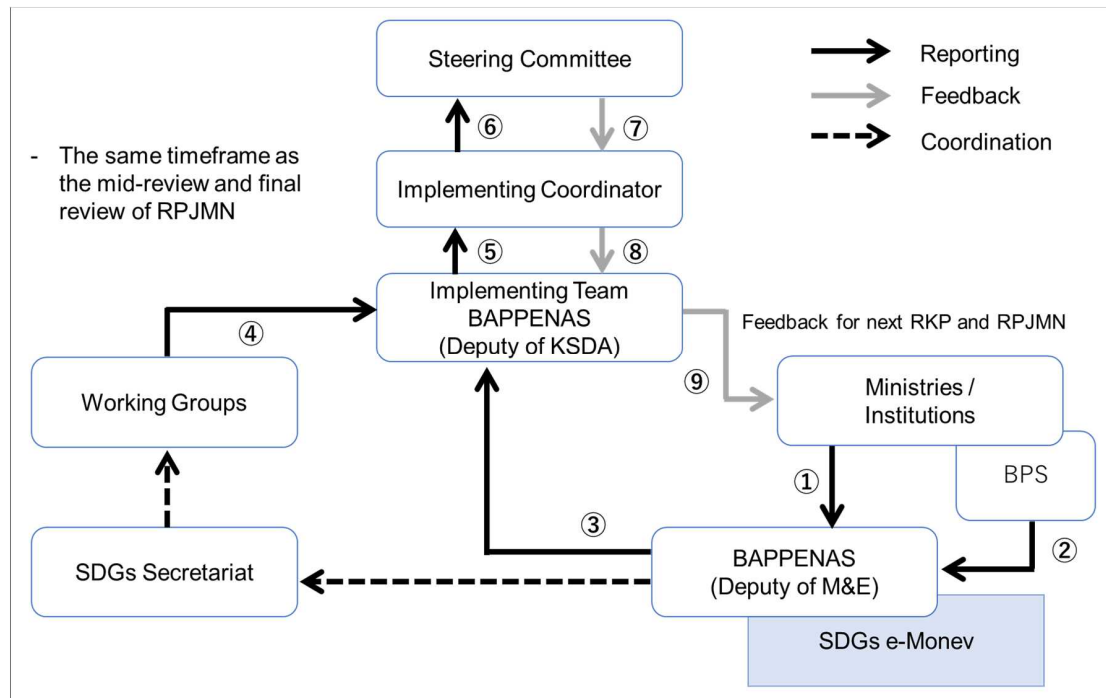 Steering Committee
Reporting
Feedback
Coordination
⑥
⑦
- The same timeframe as
the mid-review and final
review of RPJMN
Implementing Coordinator
⑤
⑧
Implementing Team
BAPPENAS
(Deputy of KSDA)
④
Feedback for next RKP and RPJMN
⑨
Working Groups
Ministries /
Institutions
①
BPS
③
②
SDGs Secretariat
BAPPENAS
(Deputy of M&E)
SDGs e-Monev